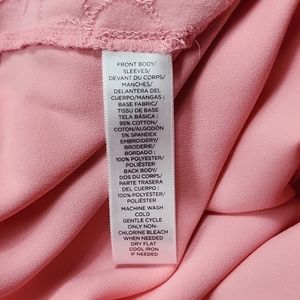 FRONT BODY/
SLEEVES/
DEVANT DU CORPS/
MANCHES/
DELANTERA DEL
CUERPO/MANGAS :
BASE FABRIC/
TISSU DE BASE
TELA BÁSICA :
95% COTTON/
COTON/ALGODÓN
5% SPANDEX
EMBROIDERY/
BRODERIE/
BORDADO :
100% POLYESTER/
POLIÉSTER
BACK BODY/
DOS DU CORPS/
PARTE TRASERA
DEL CUERPO :
100% POLYESTER/
POLIÉSTER
MACHINE WASH
COLD
GENTLE CYCLE
ONLY NON-
CHLORINE BLEACH
WHEN NEEDED
DRY FLAT
COOL IRON
IF NEEDED